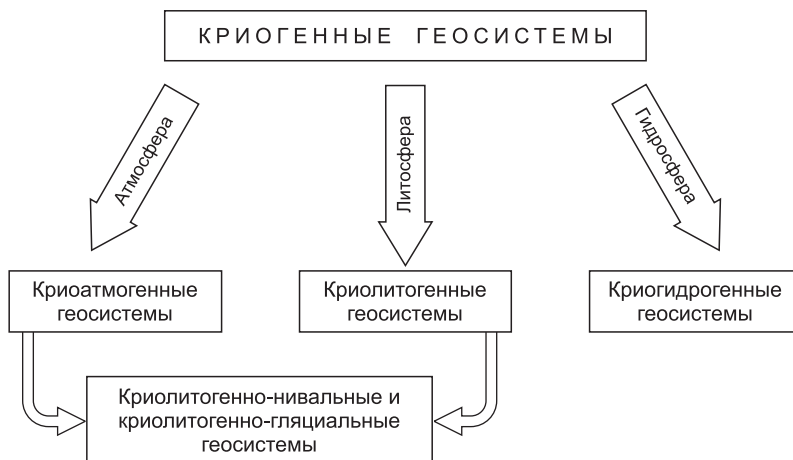 КРИОГЕННЫЕ ГЕОСИСТЕМЫ
Атмосфера
Литосфера
Гидросфера
Криоатмогенные
геосистемы
Криолитогенные
геосистемы
Криогидрогенные
геосистемы
Криолитогенно-нивальные и
криолитогенно-гляциальные
геосистемы